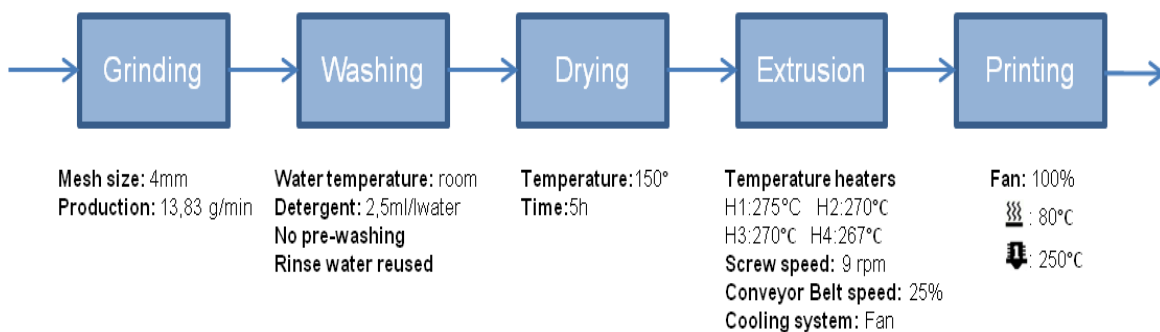 Grinding
Washing
Drying
Extrusion
Printing
Mesh size: 4mm
Production: 13,83 g/min
Water temperature: room
Detergent: 2,5ml/lwater
No pre-washing
Rinse water reused
Temperature:150°
Time:5h
Temperature heaters
H1:275°C H2:270°C
H3:270°C H4:267°C
Screw speed: 9 rpm
Conveyor Belt speed: 25%
Cooling system: Fan
Fan: 100%
: 80°C
1: 250°C